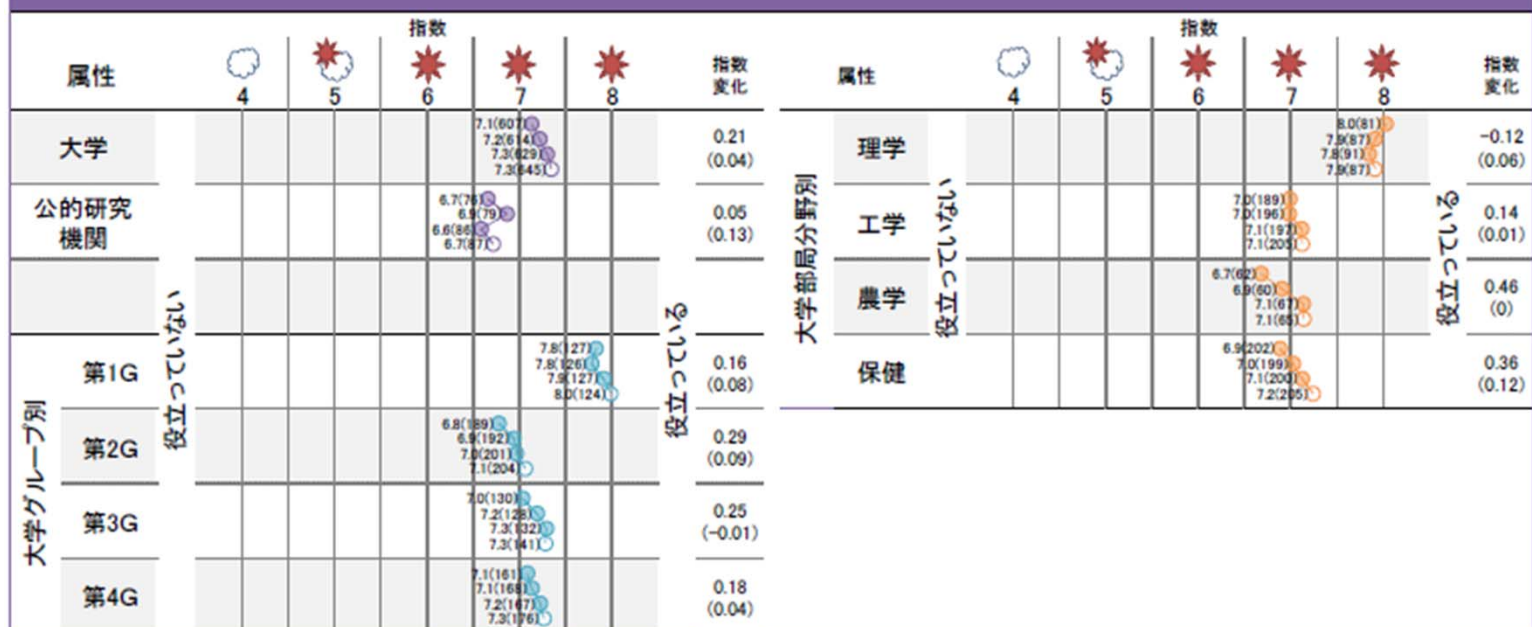 指数
属性
4 5 6 7 8
指数
変化
大学
7.1(607)
7.2(614)
7.3(629)
7.3(645)
0.21
(0.04)
公的研究
機関
6.7(76)
6.9(79)
6.6(86)
6.7(87)
0.05
(0.13)
役立っていない
役立っている
大学グループ別
第1G
7.8(127)
7.8(126)
7.9(127)
8.0(124)
0.16
(0.08)
第2G
6.8(189)
6.9(192)
7.0(201)
7.1(204)
0.29
(0.09)
第3G
7.0(130)
7.2(128)
7.3(132)
7.3(141)
0.25
(-0.01)
第4G
7.1(161)
7.1(168)
7.2(167)
7.3(176)
0.18
(0.04)
指数
属性
4 5 6 7 8
指数
変化
大学部局分野別
役立っていない
役立っている
理学
8.0(81)
7.9(87)
7.8(91)
7.9(87)
-0.12
(0.06)
工学
7.0(189)
7.0(196)
7.1(197)
7.1(205)
0.14
(0.01)
農学
6.7(62)
6.9(60)
7.1(67)
7.1(65)
0.46
(0)
保健
6.9(202)
7.0(199)
7.1(200)
7.2(205)
0.36
(0.12)